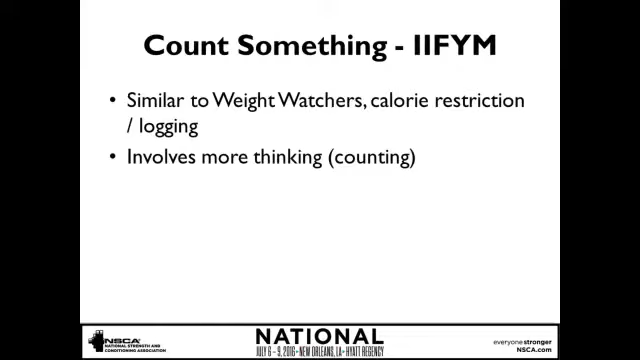 Count Something - IIFYM
• Similar to Weight Watchers, calorie restriction
/ logging
• Involves more thinking (counting)
NSCA
NATIONAL STRENGTH AND
CONDITIONING ASSOCIATION
NATIONAL
JULY 6 - 9, 2016 • NEW ORLEANS, LA • HYATT REGENCY
everyone stronger
NSCA.com